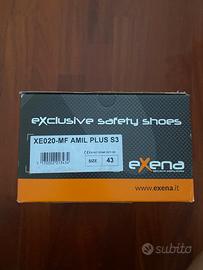 exclusive safety shoes
XE020-MF AMIL PLUS S3
SIZE 43
exena
www.exena.it
subito